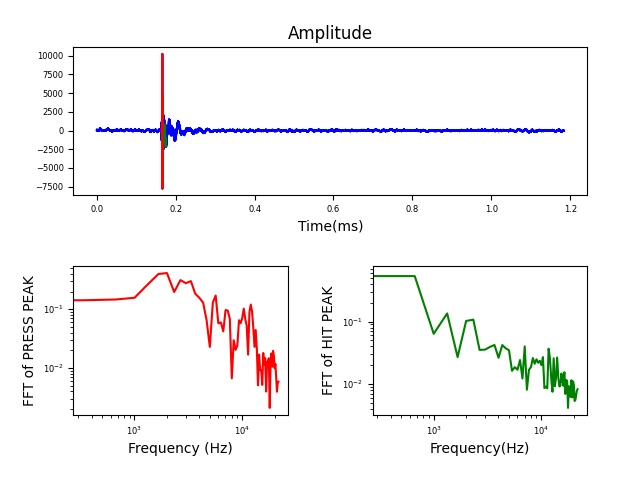 Amplitude
10000
7500
5000
2500
0
−2500
−5000
−7500
0.0 0.2 0.4 0.6 0.8 1.0 1.2
Time(ms)
FFT of PRESS PEAK
10⁻¹
10⁻²
10³ 10⁴
Frequency (Hz)
FFT of HIT PEAK
10⁻¹
10⁻²
10³ 10⁴
Frequency(Hz)